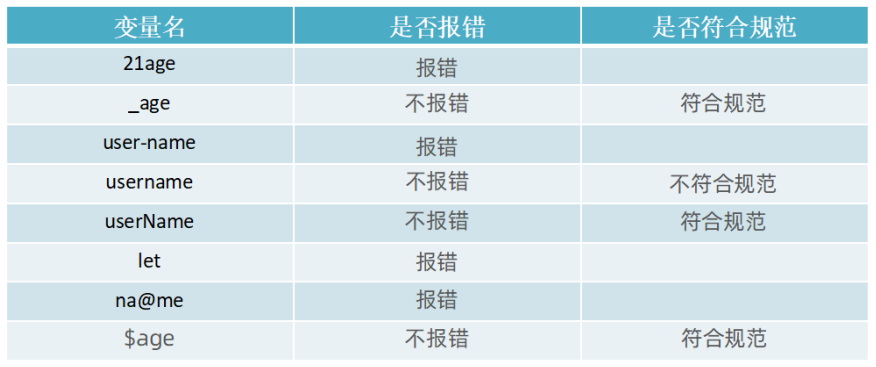 变量名 是否报错 是否符合规范
21age 报错
_age 不报错 符合规范
user-name 报错
username 不报错 不符合规范
userName 不报错 符合规范
let 报错
na@me 报错
$age 不报错 符合规范